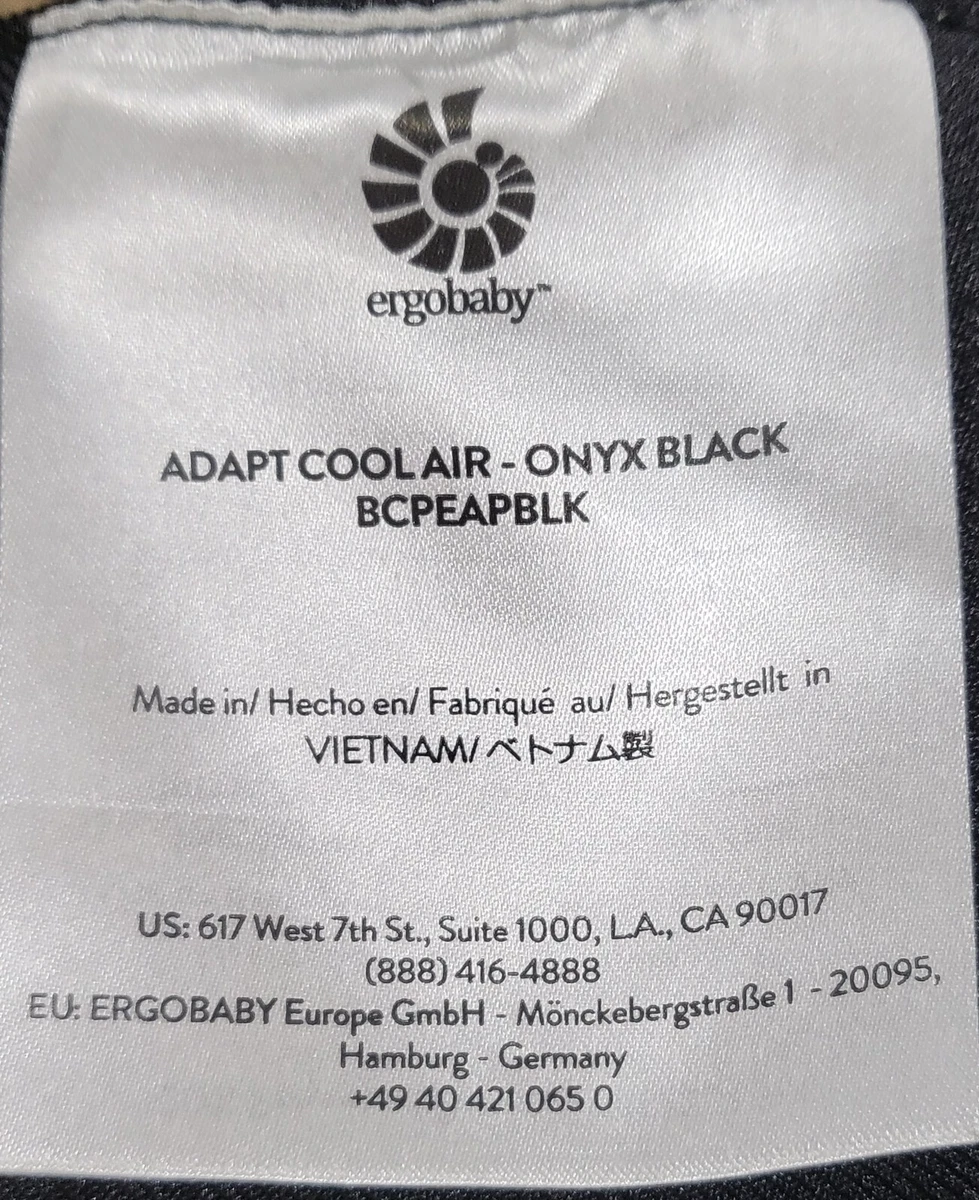 ergobaby™
ADAPT COOL AIR - ONYX BLACK
BCPEAPBLK
Made in/ Hecho en/ Fabriqué au/ Hergestellt in
VIETNAM/ベトナム製
US: 617 West 7th St., Suite 1000, LA., CA 90017
(888) 416-4888
EU: ERGOBABY Europe GmbH - Mönckebergstraße 1 - 20095,
Hamburg - Germany
+49 40 421 065 0